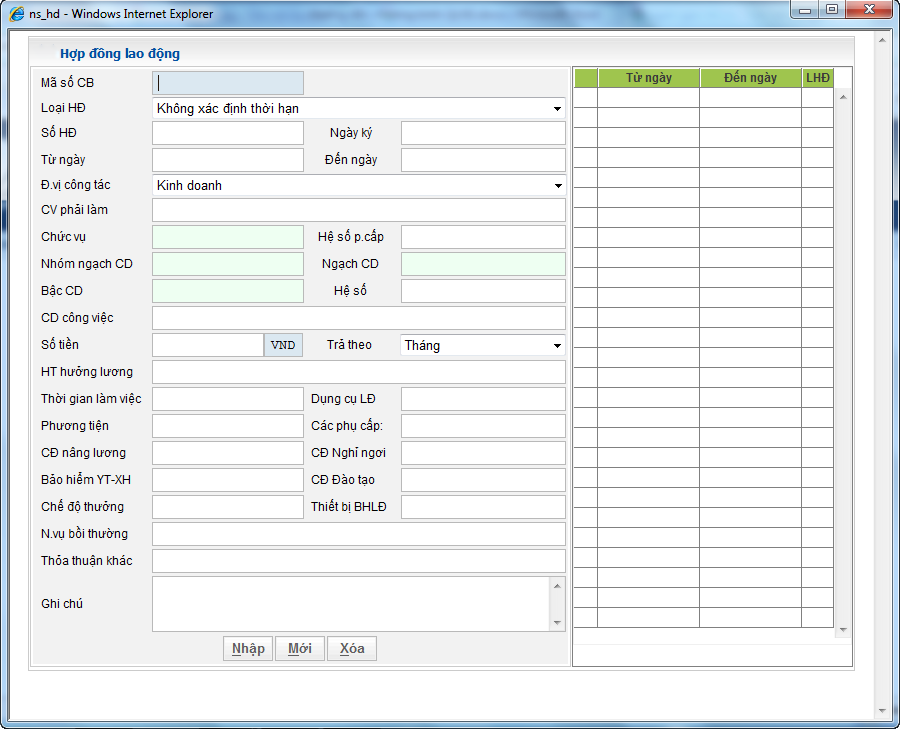 ns_hd - Windows Internet Explorer
Hợp đồng lao động
Mã số CB
Loại HĐ Không xác định thời hạn
Số HĐ Ngày ký
Từ ngày Đến ngày
Đ.vị công tác Kinh doanh
CV phải làm
Chức vụ Hệ số p.cấp
Nhóm ngạch CD Ngạch CD
Bậc CD Hệ số
CD công việc
Số tiền VND Trả theo Tháng
HT hưởng lương
Thời gian làm việc Dụng cụ LĐ
Phương tiện Các phụ cấp:
CĐ nâng lương CĐ Nghỉ ngơi
Bảo hiểm YT-XH CĐ Đào tạo
Chế độ thưởng Thiết bị BHLĐ
N.vụ bồi thường
Thỏa thuận khác
Ghi chú
Nhập Mới Xóa
Từ ngày Đến ngày LHĐ